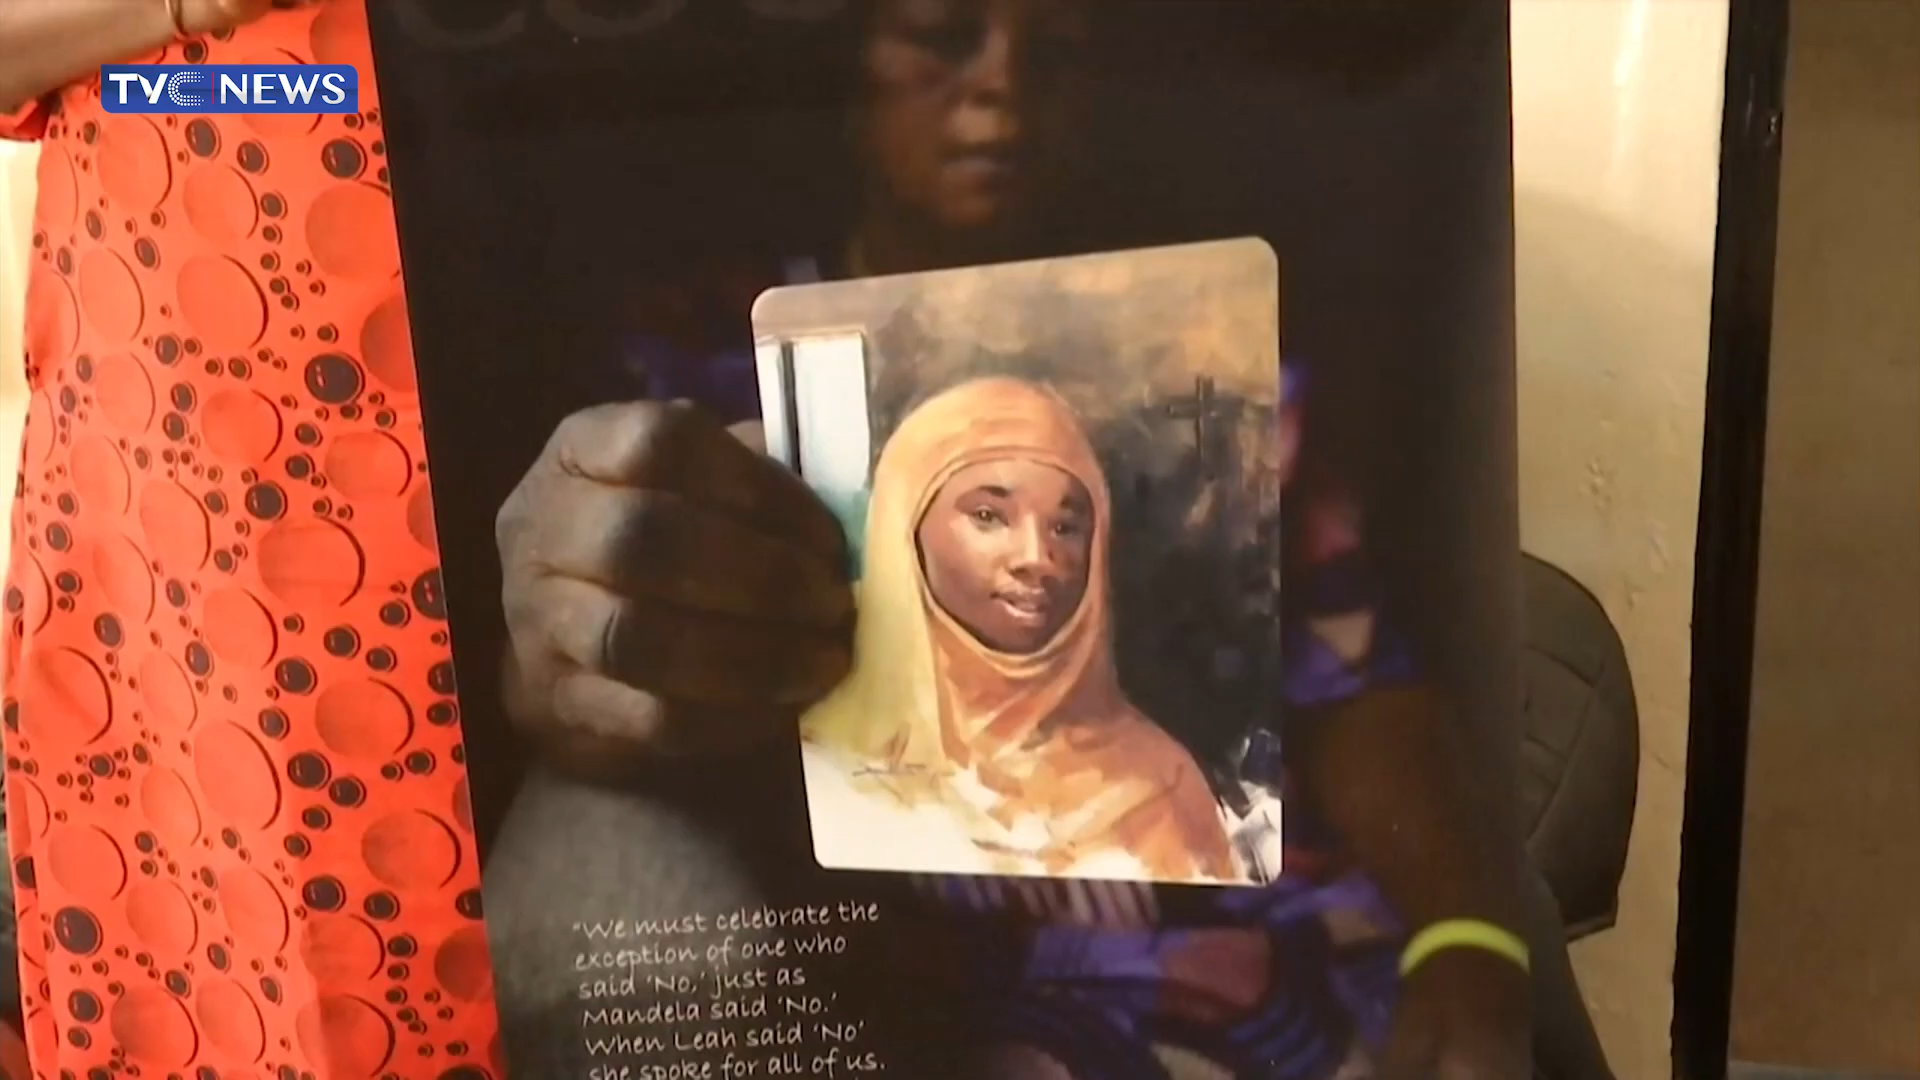 TVC NEWS
"We must celebrate the
exception of one who
said 'No,' just as
Mandela said 'No.'
When Leah said 'No'
she spoke for all of us.